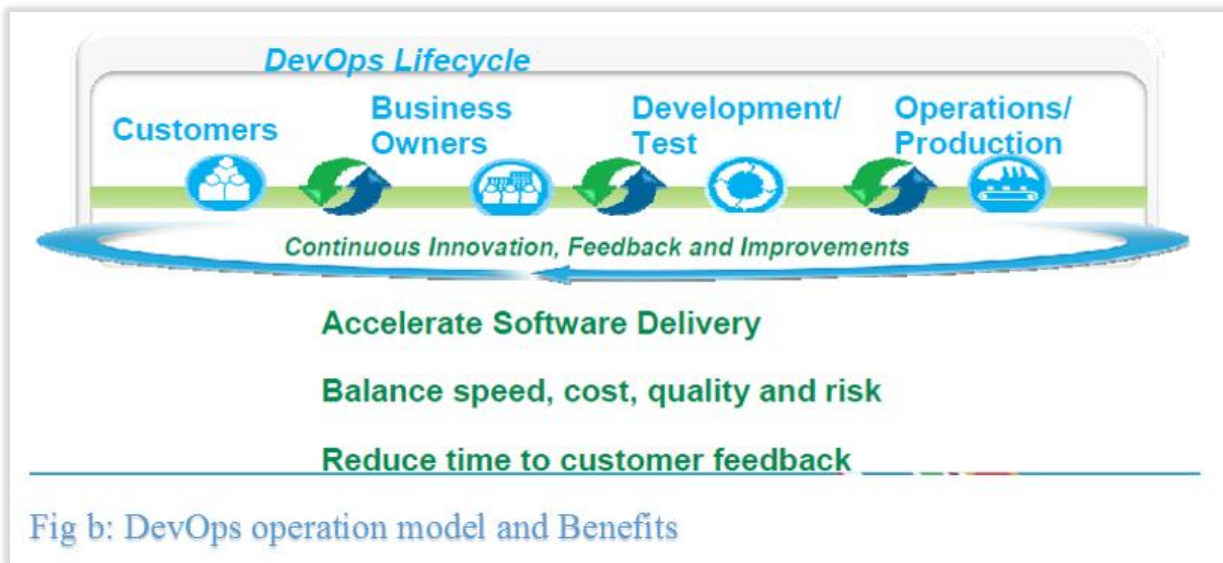 DevOps Lifecycle
Customers
Business
Owners
Development/
Test
Operations/
Production
Continuous Innovation, Feedback and Improvements
Accelerate Software Delivery
Balance speed, cost, quality and risk
Reduce time to customer feedback
Fig b: DevOps operation model and Benefits